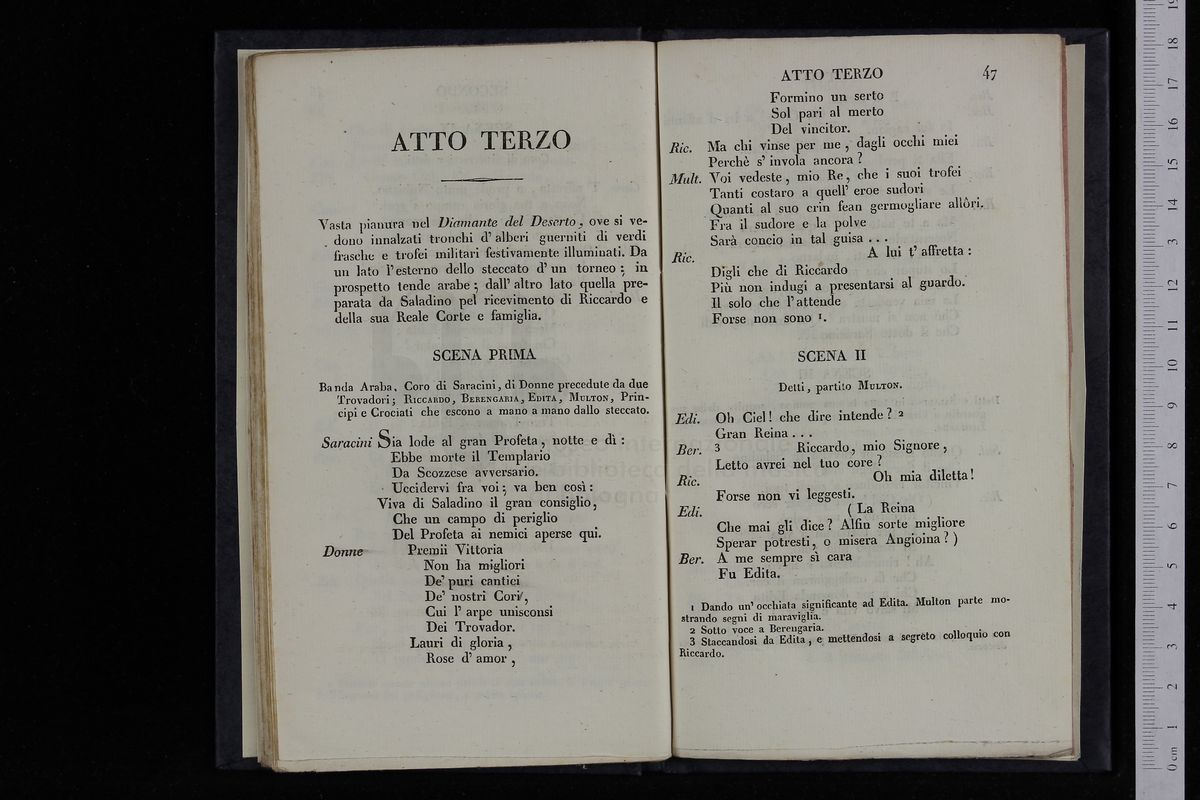 ATTO TERZO
Vasta pianura nel Diamante del Deserto, ove si ve-
dono innalzati tronchi d' alberi guerniti di verdi
frasche e trofei militari festivamente illuminati. Da
un lato l' esterno dello steccato d' un torneo; in
prospetto tende arabe; dall' altro lato quella pre-
parata da Saladino pel ricevimento di Riccardo e
della sua Reale Corte e famiglia.
SCENA PRIMA
Banda Araba, Coro di Saracini, di Donne precedute da due
Trovadori; RICCARDO, BERENGARIA, EDITA, MULTON, Prin-
cipi e Crociati che escono a mano a mano dallo steccato.
Saracini Sia lode al gran Profeta, notte e dì:
Ebbe morte il Templario
Da Scozzese avversario.
Uccidervi fra voi; va ben così:
Viva di Saladino il gran consiglio,
Che un campo di periglio
Del Profeta ai nemici aperse qui.
Donne Premii Vittoria
Non ha migliori
De' puri cantici
De' nostri Cori,
Cui l' arpe unisconsi
Dei Trovador.
Lauri di gloria,
Rose d' amor,
ATTO TERZO 47
Formino un serto
Sol pari al merto
Del vincitor.
Ric. Ma chi vinse per me, dagli occhi miei
Perchè s' invola ancora?
Mult. Voi vedeste, mio Re, che i suoi trofei
Tanti costaro a quell' eroe sudori
Quanti al suo crin fean germogliare allôri.
Fra il sudore e la polve
Sarà concio in tal guisa . . .
Ric. A lui t' affretta:
Digli che di Riccardo
Più non indugi a presentarsi al guardo.
Il solo che l' attende
Forse non sono 1.
SCENA II
Detti, partito MULTON.
Edi. Oh Ciel! che dire intende? 2
Gran Reina . . .
Ber. 3 Riccardo, mio Signore,
Letto avrei nel tuo core?
Ric. Oh mia diletta!
Forse non vi leggesti.
Edi. (La Reina
Che mai gli dice? Alfin sorte migliore
Sperar potresti, o misera Angioina?)
Ber. A me sempre sì cara
Fu Edita.
1 Dando un' occhiata significante ad Edita. Multon parte mo-
strando segni di maraviglia.
2 Sotto voce a Berengaria.
3 Staccandosi da Edita, e mettendosi a segreto colloquio con
Riccardo.